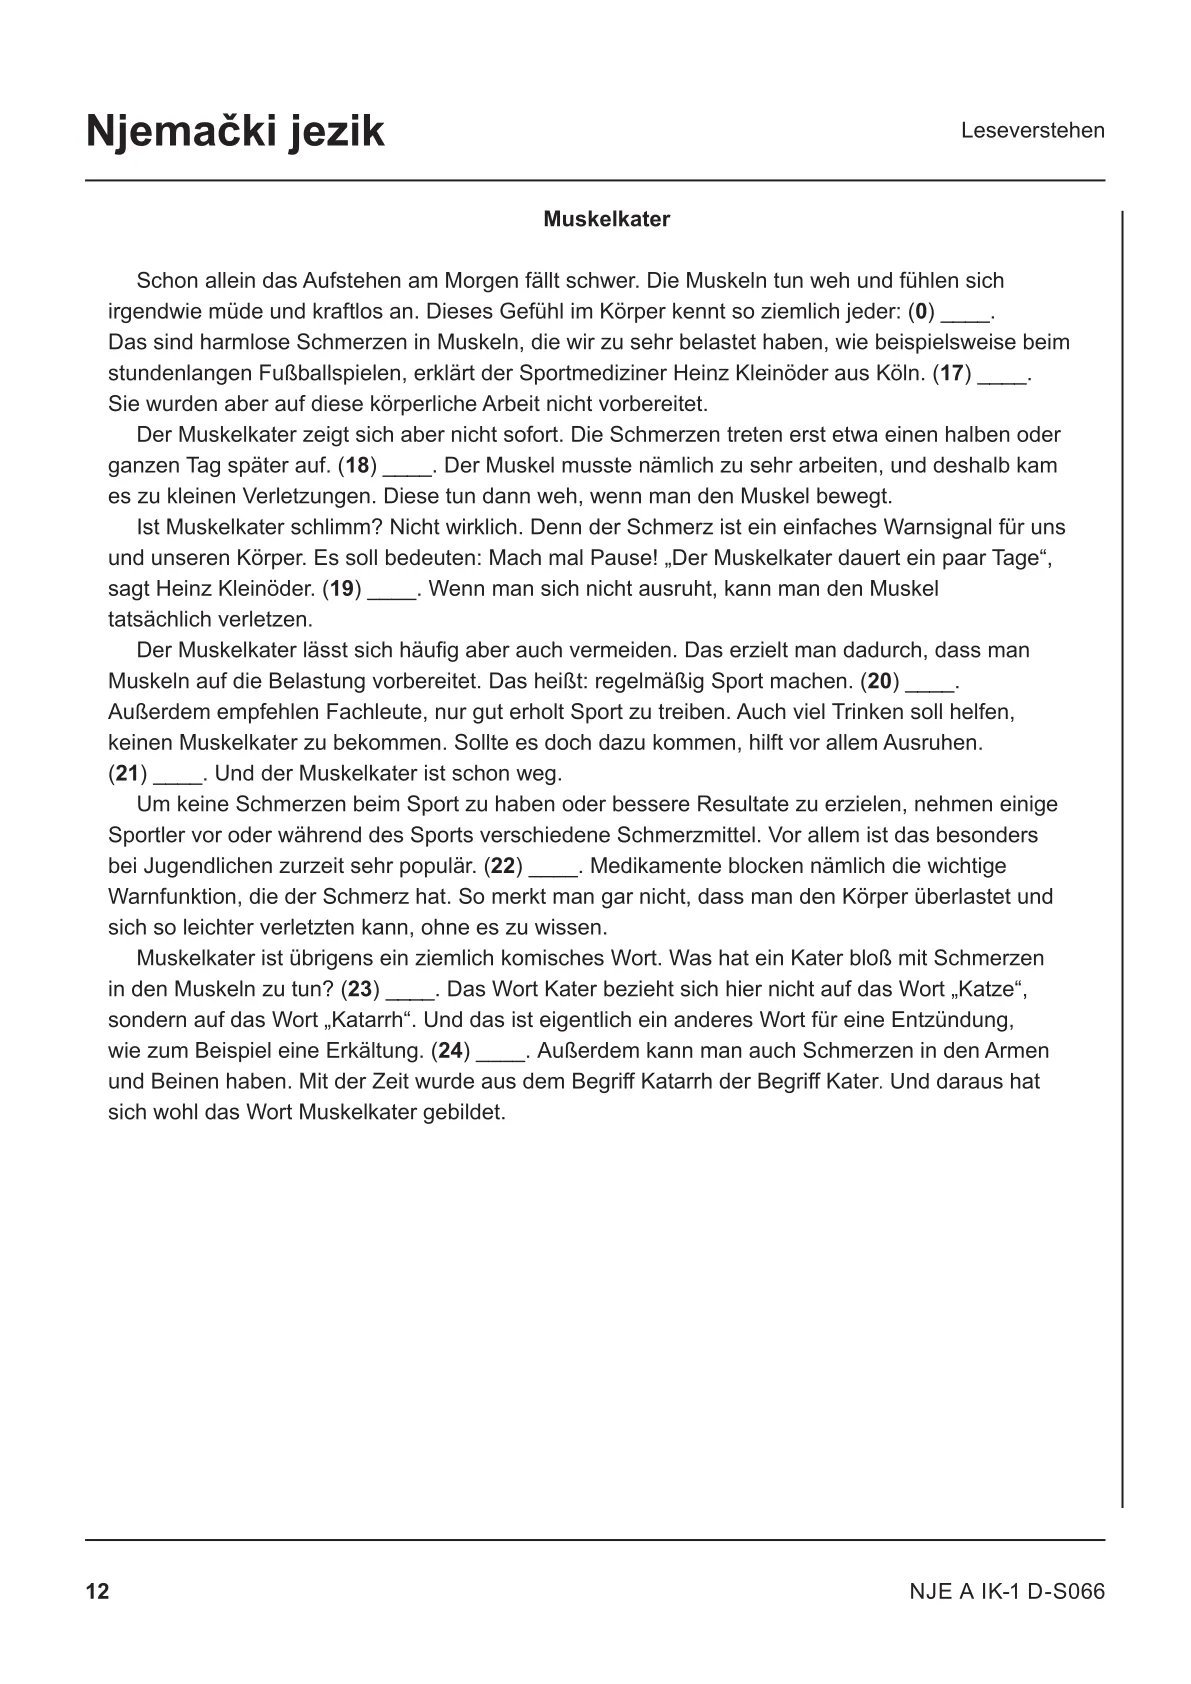 Njemački jezik
Leseverstehen
Muskelkater
Schon allein das Aufstehen am Morgen fällt schwer. Die Muskeln tun weh und fühlen sich
irgendwie müde und kraftlos an. Dieses Gefühl im Körper kennt so ziemlich jeder: (0) ____.
Das sind harmlose Schmerzen in Muskeln, die wir zu sehr belastet haben, wie beispielsweise beim
stundenlangen Fußballspielen, erklärt der Sportmediziner Heinz Kleinöder aus Köln. (17) ____.
Sie wurden aber auf diese körperliche Arbeit nicht vorbereitet.
Der Muskelkater zeigt sich aber nicht sofort. Die Schmerzen treten erst etwa einen halben oder
ganzen Tag später auf. (18) ____. Der Muskel musste nämlich zu sehr arbeiten, und deshalb kam
es zu kleinen Verletzungen. Diese tun dann weh, wenn man den Muskel bewegt.
Ist Muskelkater schlimm? Nicht wirklich. Denn der Schmerz ist ein einfaches Warnsignal für uns
und unseren Körper. Es soll bedeuten: Mach mal Pause! „Der Muskelkater dauert ein paar Tage“,
sagt Heinz Kleinöder. (19) ____. Wenn man sich nicht ausruht, kann man den Muskel
tatsächlich verletzen.
Der Muskelkater lässt sich häufig aber auch vermeiden. Das erzielt man dadurch, dass man
Muskeln auf die Belastung vorbereitet. Das heißt: regelmäßig Sport machen. (20) ____.
Außerdem empfehlen Fachleute, nur gut erholt Sport zu treiben. Auch viel Trinken soll helfen,
keinen Muskelkater zu bekommen. Sollte es doch dazu kommen, hilft vor allem Ausruhen.
(21) ____. Und der Muskelkater ist schon weg.
Um keine Schmerzen beim Sport zu haben oder bessere Resultate zu erzielen, nehmen einige
Sportler vor oder während des Sports verschiedene Schmerzmittel. Vor allem ist das besonders
bei Jugendlichen zurzeit sehr populär. (22) ____. Medikamente blocken nämlich die wichtige
Warnfunktion, die der Schmerz hat. So merkt man gar nicht, dass man den Körper überlastet und
sich so leichter verletzten kann, ohne es zu wissen.
Muskelkater ist übrigens ein ziemlich komisches Wort. Was hat ein Kater bloß mit Schmerzen
in den Muskeln zu tun? (23) ____. Das Wort Kater bezieht sich hier nicht auf das Wort „Katze“,
sondern auf das Wort „Katarrh“. Und das ist eigentlich ein anderes Wort für eine Entzündung,
wie zum Beispiel eine Erkältung. (24) ____. Außerdem kann man auch Schmerzen in den Armen
und Beinen haben. Mit der Zeit wurde aus dem Begriff Katarrh der Begriff Kater. Und daraus hat
sich wohl das Wort Muskelkater gebildet.
12
NJE A IK-1 D-S066